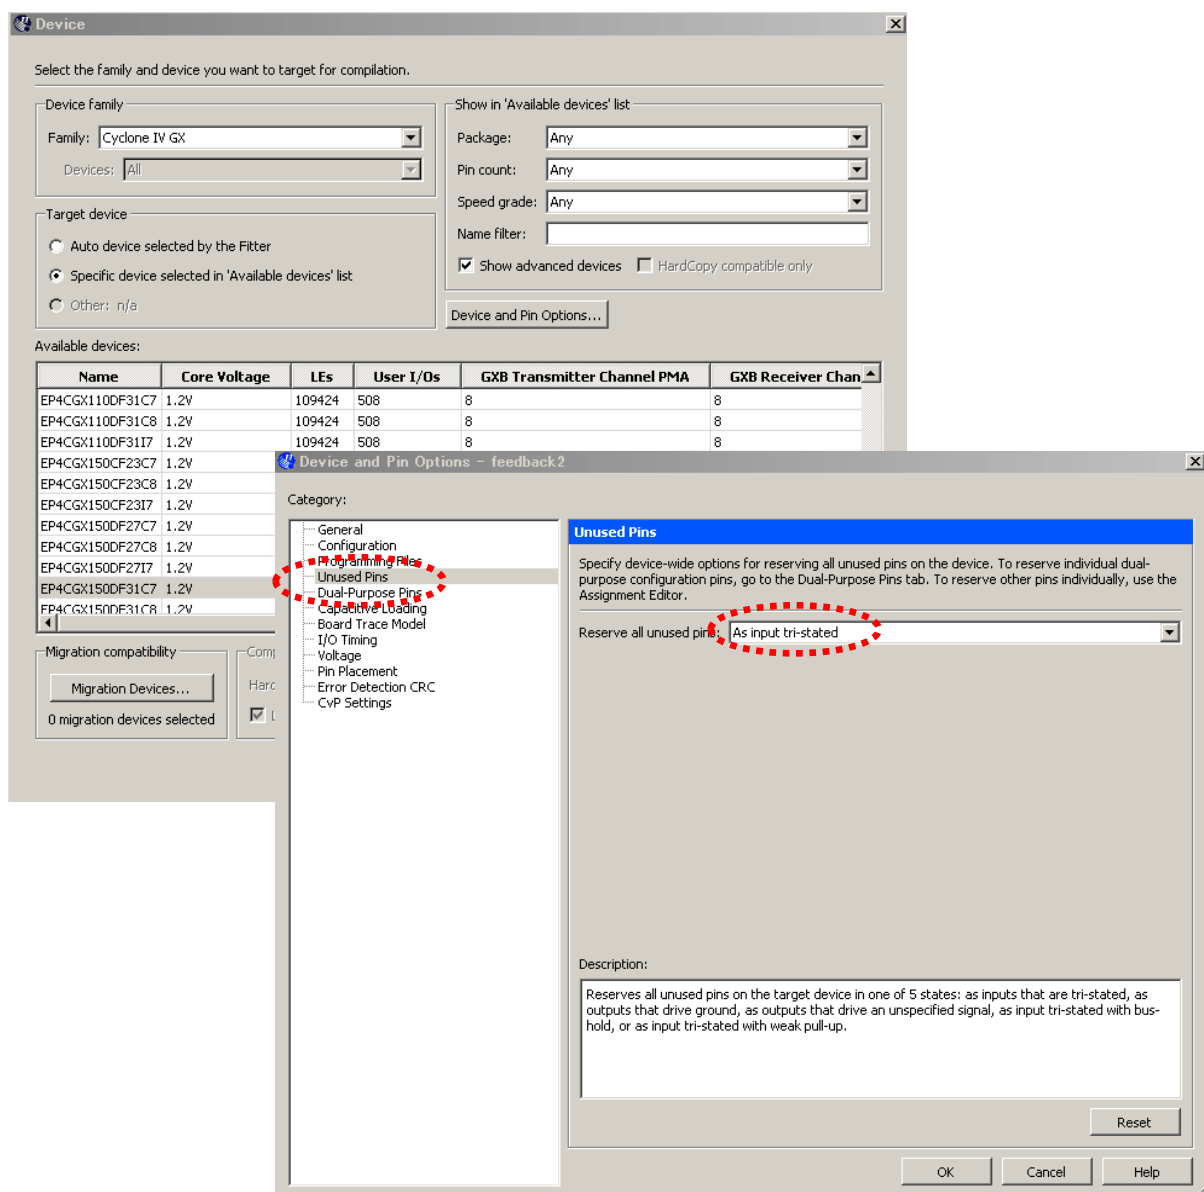 Device
Select the family and device you want to target for compilation.
Device family
Family: Cyclone IV GX
Devices: All
Target device
Auto device selected by the Fitter
Specific device selected in 'Available devices' list
Other: n/a
Show in 'Available devices' list
Package: Any
Pin count: Any
Speed grade: Any
Name filter:
Show advanced devices HardCopy compatible only
Device and Pin Options...
Available devices:
Name Core Voltage LEs User I/Os GXB Transmitter Channel PMA GXB Receiver Chan
EP4CGX110DF31C7 1.2V 109424 508 8 8
EP4CGX110DF31C8 1.2V 109424 508 8 8
EP4CGX110DF31I7 1.2V 109424 508 8 8
EP4CGX150CF23C7 1.2V
EP4CGX150CF23C8 1.2V
EP4CGX150CF23I7 1.2V
EP4CGX150DF27C7 1.2V
EP4CGX150DF27C8 1.2V
EP4CGX150DF27I7 1.2V
EP4CGX150DF31C7 1.2V
EP4CGX150DF31C8 1.2V
Migration compatibility
Migration Devices...
0 migration devices selected
Comp
Hard
Device and Pin Options - feedback2
Category:
General
Configuration
Programming Files
Unused Pins
Dual-Purpose Pins
Capacitive Loading
Board Trace Model
I/O Timing
Voltage
Pin Placement
Error Detection CRC
CvP Settings
Unused Pins
Specify device-wide options for reserving all unused pins on the device. To reserve individual dual-
purpose configuration pins, go to the Dual-Purpose Pins tab. To reserve other pins individually, use the
Assignment Editor.
Reserve all unused pins: As input tri-stated
Description:
Reserves all unused pins on the target device in one of 5 states: as inputs that are tri-stated, as
outputs that drive ground, as outputs that drive an unspecified signal, as input tri-stated with bus-
hold, or as input tri-stated with weak pull-up.
Reset
OK Cancel Help